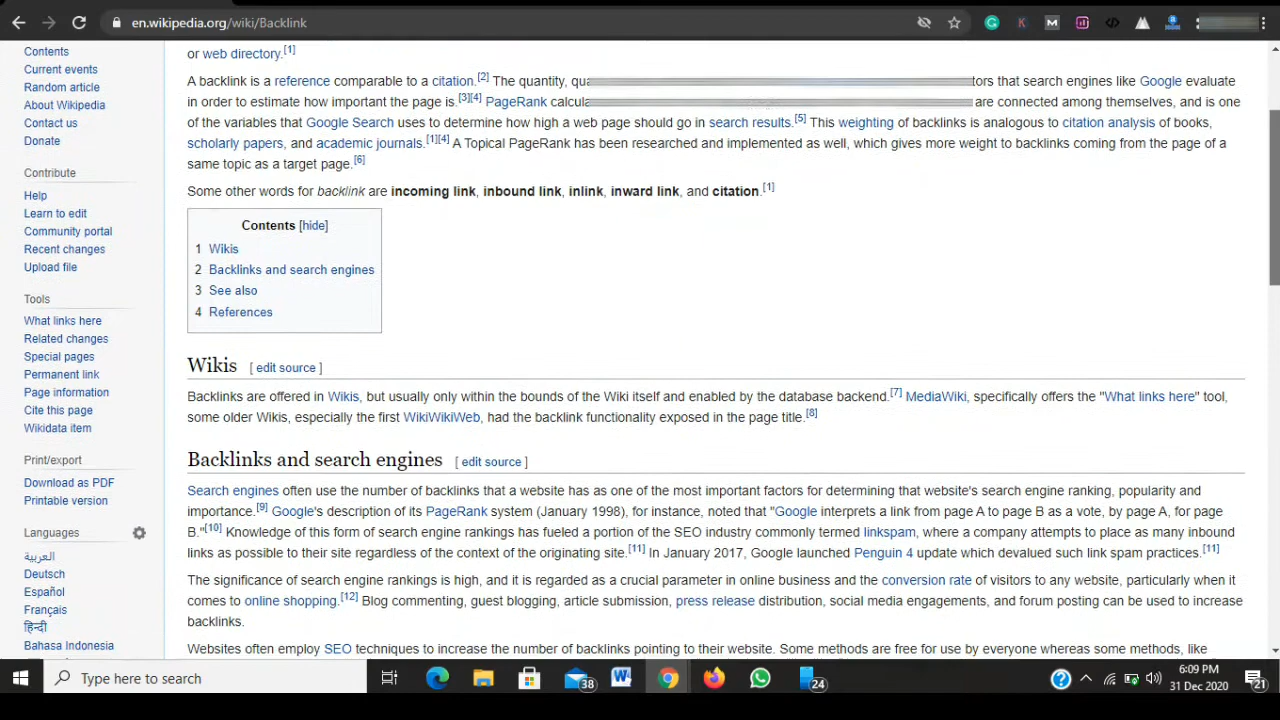 en.wikipedia.org/wiki/Backlink
Contents
Current events
Random article
About Wikipedia
Contact us
Donate
Contribute
Help
Learn to edit
Community portal
Recent changes
Upload file
Tools
What links here
Related changes
Special pages
Permanent link
Page information
Cite this page
Wikidata item
Print/export
Download as PDF
Printable version
Languages
العربية
Deutsch
Español
Français
हिन्दी
Bahasa Indonesia
or web directory.[1]
A backlink is a reference comparable to a citation.[2] The quantity, that search engines like Google evaluate
in order to estimate how important the page is.[3][4] PageRank are connected among themselves, and is one
of the variables that Google Search uses to determine how high a web page should go in search results.[5] This weighting of backlinks is analogous to citation analysis of books,
scholarly papers, and academic journals.[1][4] A Topical PageRank has been researched and implemented as well, which gives more weight to backlinks coming from the page of a
same topic as a target page.[6]
Some other words for backlink are incoming link, inbound link, inlink, inward link, and citation.[1]
Contents [hide]
1 Wikis
2 Backlinks and search engines
3 See also
4 References
Wikis [ edit source ]
Backlinks are offered in Wikis, but usually only within the bounds of the Wiki itself and enabled by the database backend.[7] MediaWiki, specifically offers the "What links here" tool,
some older Wikis, especially the first WikiWikiWeb, had the backlink functionality exposed in the page title.[8]
Backlinks and search engines [ edit source ]
Search engines often use the number of backlinks that a website has as one of the most important factors for determining that website's search engine ranking, popularity and
importance.[9] Google's description of its PageRank system (January 1998), for instance, noted that "Google interprets a link from page A to page B as a vote, by page A, for page
B."[10] Knowledge of this form of search engine rankings has fueled a portion of the SEO industry commonly termed linkspam, where a company attempts to place as many inbound
links as possible to their site regardless of the context of the originating site.[11] In January 2017, Google launched Penguin 4 update which devalued such link spam practices.[11]
The significance of search engine rankings is high, and it is regarded as a crucial parameter in online business and the conversion rate of visitors to any website, particularly when it
comes to online shopping.[12] Blog commenting, guest blogging, article submission, press release distribution, social media engagements, and forum posting can be used to increase
backlinks.
Websites often employ SEO techniques to increase the number of backlinks pointing to their website. Some methods are free for use by everyone whereas some methods, like
Type here to search
38
24
6:09 PM
31 Dec 2020
21